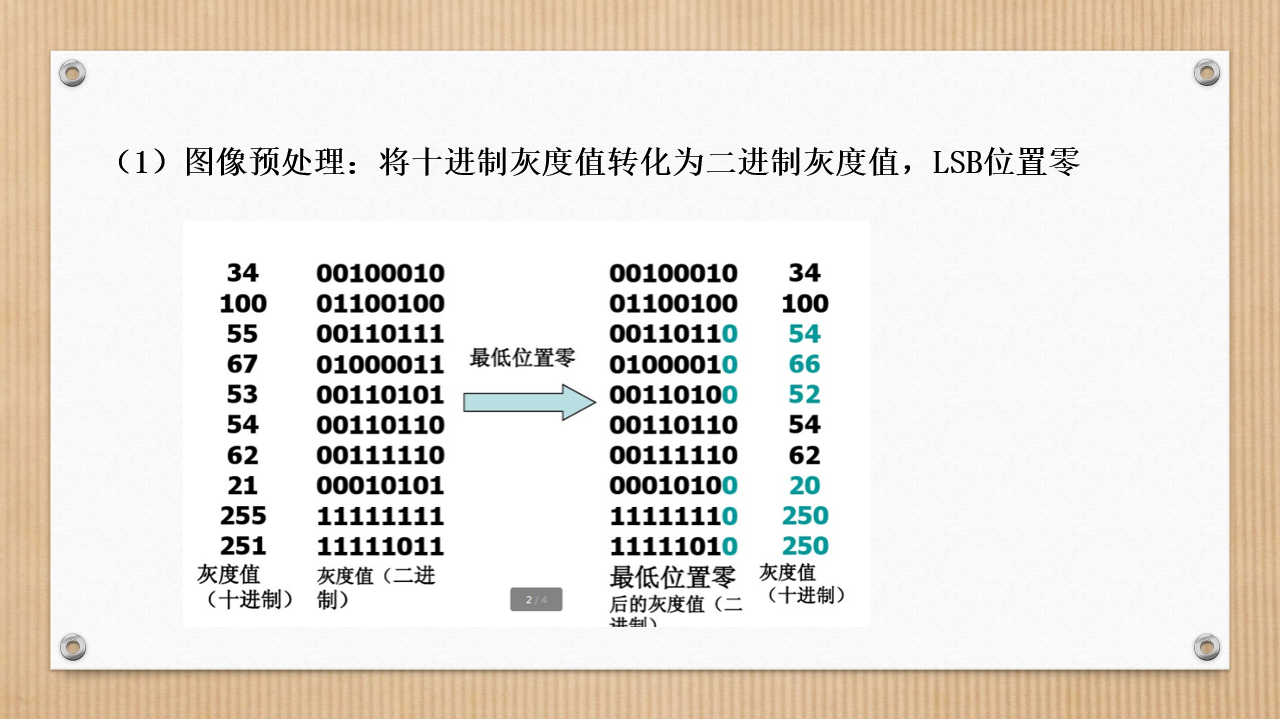 （1）图像预处理：将十进制灰度值转化为二进制灰度值，LSB位置零
34 00100010 00100010 34
100 01100100 01100100 100
55 00110111 00110110 54
67 01000011 01000010 66
最低位置零
53 00110101 00110100 52
54 00110110 00110110 54
62 00111110 00111110 62
21 00010101 00010100 20
255 11111111 11111110 250
251 11111011 11111010 250
灰度值
（十进制）
灰度值（二进
制）
2 / 4
最低位置零
后的灰度值（二
进制）
灰度值
（十进制）